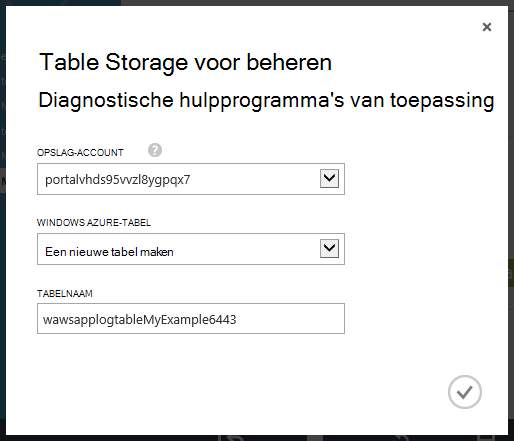 Table Storage voor beheren
Diagnostische hulpprogramma's van toepassing
OPSLAG-ACCOUNT ?
portalvhds95vvzl8ygpqx7
WINDOWS AZURE-TABEL
Een nieuwe tabel maken
TABELNAAM
wawsapplogtableMyExample6443